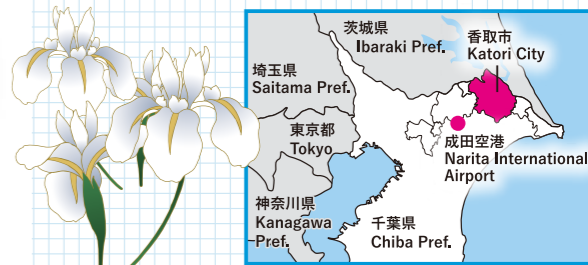 茨城県
Ibaraki Pref.
香取市
Katori City
埼玉県
Saitama Pref.
東京都
Tokyo
成田空港
Narita International
Airport
神奈川県
Kanagawa
Pref.
千葉県
Chiba Pref.